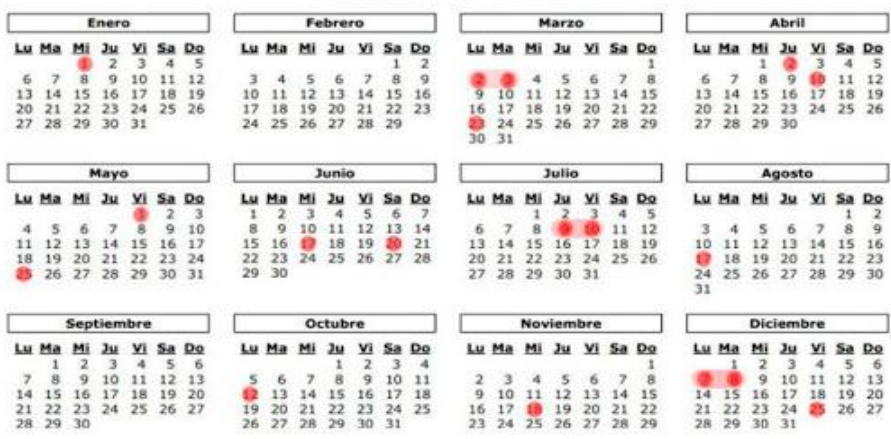 Enero
Lu Ma Mi Ju Vi Sa Do
1 2 3 4 5
6 7 8 9 10 11 12
13 14 15 16 17 18 19
20 21 22 23 24 25 26
27 28 29 30 31
Febrero
Lu Ma Mi Ju Vi Sa Do
1 2
3 4 5 6 7 8 9
10 11 12 13 14 15 16
17 18 19 20 21 22 23
24 25 26 27 28 29
Marzo
Lu Ma Mi Ju Vi Sa Do
1
2 3 4 5 6 7 8
9 10 11 12 13 14 15
16 17 18 19 20 21 22
23 24 25 26 27 28 29
30 31
Abril
Lu Ma Mi Ju Vi Sa Do
1 2 3 4 5
6 7 8 9 10 11 12
13 14 15 16 17 18 19
20 21 22 23 24 25 26
27 28 29 30
Mayo
Lu Ma Mi Ju Vi Sa Do
1 2 3
4 5 6 7 8 9 10
11 12 13 14 15 16 17
18 19 20 21 22 23 24
25 26 27 28 29 30 31
Junio
Lu Ma Mi Ju Vi Sa Do
1 2 3 4 5 6 7
8 9 10 11 12 13 14
15 16 17 18 19 20 21
22 23 24 25 26 27 28
29 30
Julio
Lu Ma Mi Ju Vi Sa Do
1 2 3 4 5
6 7 8 9 10 11 12
13 14 15 16 17 18 19
20 21 22 23 24 25 26
27 28 29 30 31
Agosto
Lu Ma Mi Ju Vi Sa Do
1 2
3 4 5 6 7 8 9
10 11 12 13 14 15 16
17 18 19 20 21 22 23
24 25 26 27 28 29 30
31
Septiembre
Lu Ma Mi Ju Vi Sa Do
1 2 3 4 5 6
7 8 9 10 11 12 13
14 15 16 17 18 19 20
21 22 23 24 25 26 27
28 29 30
Octubre
Lu Ma Mi Ju Vi Sa Do
1 2 3 4
5 6 7 8 9 10 11
12 13 14 15 16 17 18
19 20 21 22 23 24 25
26 27 28 29 30 31
Noviembre
Lu Ma Mi Ju Vi Sa Do
1
2 3 4 5 6 7 8
9 10 11 12 13 14 15
16 17 18 19 20 21 22
23 24 25 26 27 28 29
Diciembre
Lu Ma Mi Ju Vi Sa Do
1 2 3 4 5 6
7 8 9 10 11 12 13
14 15 16 17 18 19 20
21 22 23 24 25 26 27
28 29 30 31